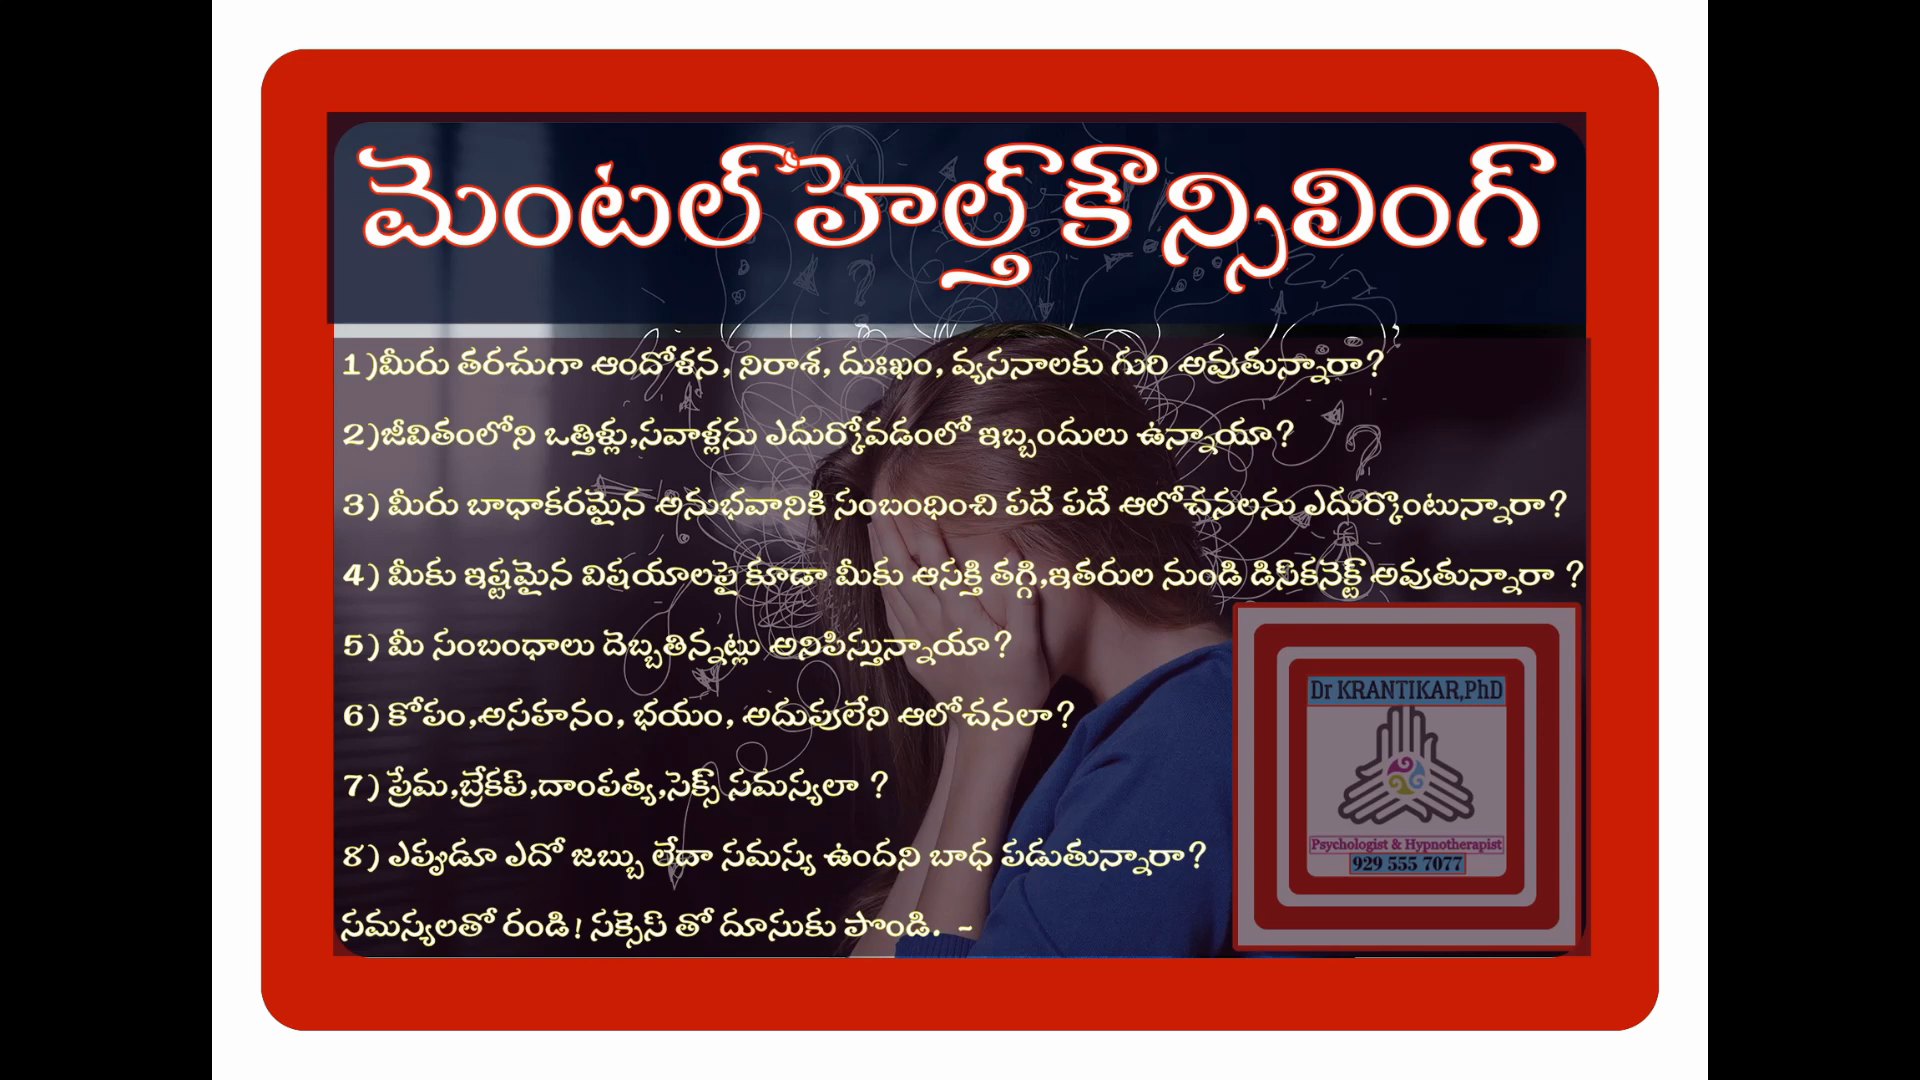 మెంటల్ హెల్త్ కౌన్సిలింగ్
1)మీరు తరచుగా ఆందోళన, నిరాశ, దుఃఖం, వ్యసనాలకు గురి అవుతున్నారా?
2)జీవితంలోని ఒత్తిళ్లు,సవాళ్లను ఎదుర్కోవడంలో ఇబ్బందులు ఉన్నాయా?
3) మీరు బాధాకరమైన అనుభవానికి సంబంధించి పదే పదే ఆలోచనలను ఎదుర్కొంటున్నారా?
4) మీకు ఇష్టమైన విషయాలపై కూడా మీకు ఆసక్తి తగ్గి,ఇతరుల నుండి డిస్‌కనెక్ట్ అవుతున్నారా ?
5) మీ సంబంధాలు దెబ్బతిన్నట్లు అనిపిస్తున్నాయా?
6) కోపం,అసహనం, భయం, అదుపులేని ఆలోచనలా?
7) ప్రేమ,బ్రేకప్,దాంపత్య,సెక్స్ సమస్యలా ?
8) ఎప్పుడూ ఎదో జబ్బు లేదా సమస్య ఉందని బాధ పడుతున్నారా?
సమస్యలతో రండి! సక్సెస్ తో దూసుకు పొండి. -
Dr KRANTIKAR,PhD
Psychologist & Hypnotherapist
929 555 7077